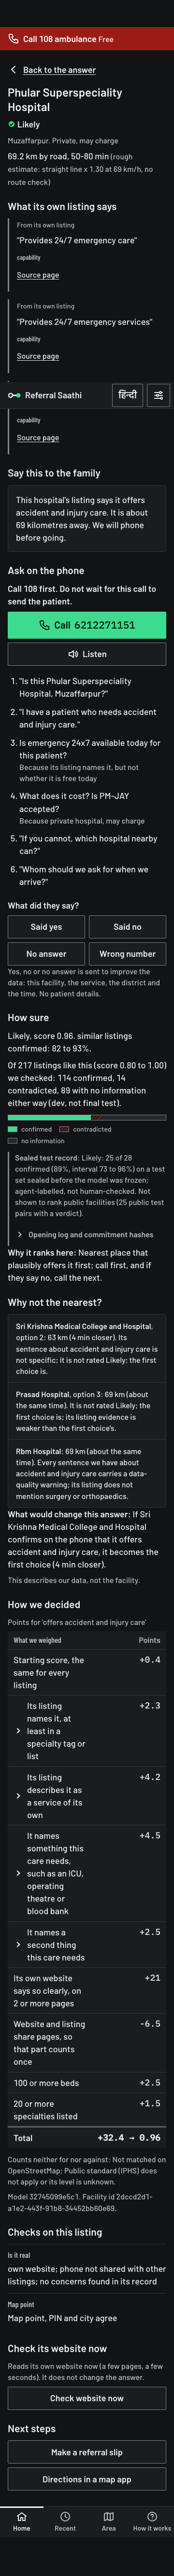 Call 108 ambulance Free
Back to the answer
Phular Superspeciality
Hospital
Likely
Muzaffarpur. Private, may charge
69.2 km by road, 50-80 min (rough
estimate: straight line x 1.30 at 69 km/h, no
route check)
What its own listing says
From its own listing
"Provides 24/7 emergency care"
capability
Source page
From its own listing
"Provides 24/7 emergency services"
capability
Source page
Referral Saathi
हिन्दी
capability
Source page
Say this to the family
This hospital's listing says it offers
accident and injury care. It is about
69 kilometres away. We will phone
before going.
Ask on the phone
Call 108 first. Do not wait for this call to
send the patient.
Call 6212271151
Listen
1. "Is this Phular Superspeciality
Hospital, Muzaffarpur?"
2. "I have a patient who needs accident
and injury care."
3. Is emergency 24x7 available today for
this patient?
Because its listing names it, but not
whether it is free today
4. What does it cost? Is PM-JAY
accepted?
Because private hospital, may charge
5. "If you cannot, which hospital nearby
can?"
6. "Whom should we ask for when we
arrive?"
What did they say?
Said yes
Said no
No answer
Wrong number
Yes, no or no answer is sent to improve the
data: this facility, the service, the district and
the time. No patient details.
How sure
Likely, score 0.96. similar listings
confirmed: 82 to 93%.
Of 217 listings like this (score 0.80 to 1.00)
we checked: 114 confirmed, 14
contradicted, 89 with no information
either way (dev, not final test).
confirmed
contradicted
no information
Sealed test record: Likely: 25 of 28
confirmed (89%, interval 73 to 96%) on a test
set sealed before the model was frozen;
agent-labelled, not human-checked. Not
shown to rank public facilities (25 public test
pairs with a verdict).
Opening log and commitment hashes
Why it ranks here: Nearest place that
plausibly offers it first; call first, and if
they say no, call the next.
Why not the nearest?
Sri Krishna Medical College and Hospital,
option 2: 63 km (4 min closer). Its
sentence about accident and injury care is
not specific; it is not rated Likely; the first
choice is.
Prasad Hospital, option 3: 69 km (about
the same time). It is not rated Likely; the
first choice is; its listing evidence is
weaker than the first choice's.
Rbm Hospital: 69 km (about the same
time). Every sentence we have about
accident and injury care carries a data-
quality warning; its listing does not
mention surgery or orthopaedics.
What would change this answer: If Sri
Krishna Medical College and Hospital
confirms on the phone that it offers
accident and injury care, it becomes the
first choice (4 min closer).
This describes our data, not the facility.
How we decided
Points for 'offers accident and injury care'
What we weighed Points
Starting score, the
same for every
listing
+0.4
Its listing
names it, at
least in a
specialty tag or
list
+2.3
Its listing
describes it as
a service of its
own
+4.2
It names
something this
care needs,
such as an ICU,
operating
theatre or
blood bank
+4.5
It names a
second thing
this care needs
+2.5
Its own website
says so clearly, on
2 or more pages
+21
Website and listing
share pages, so
that part counts
once
-6.5
100 or more beds
+2.5
20 or more
specialties listed
+1.5
Total +32.4 → 0.96
Counts neither for nor against: Not matched on
OpenStreetMap; Public standard (IPHS) does
not apply or its level is unknown.
Model 37245099e5c1. Facility id 2dccd2d1-
a1e2-443f-91b8-34452bb60e69.
Checks on this listing
Is it real
own website; phone not shared with other
listings; no concerns found in its record
Map point
Map point, PIN and city agree
Check its website now
Reads its own website now (a few pages, a few
seconds). It does not change the answer.
Check website now
Next steps
Make a referral slip
Directions in a map app
Home
Recent
Area
How it works